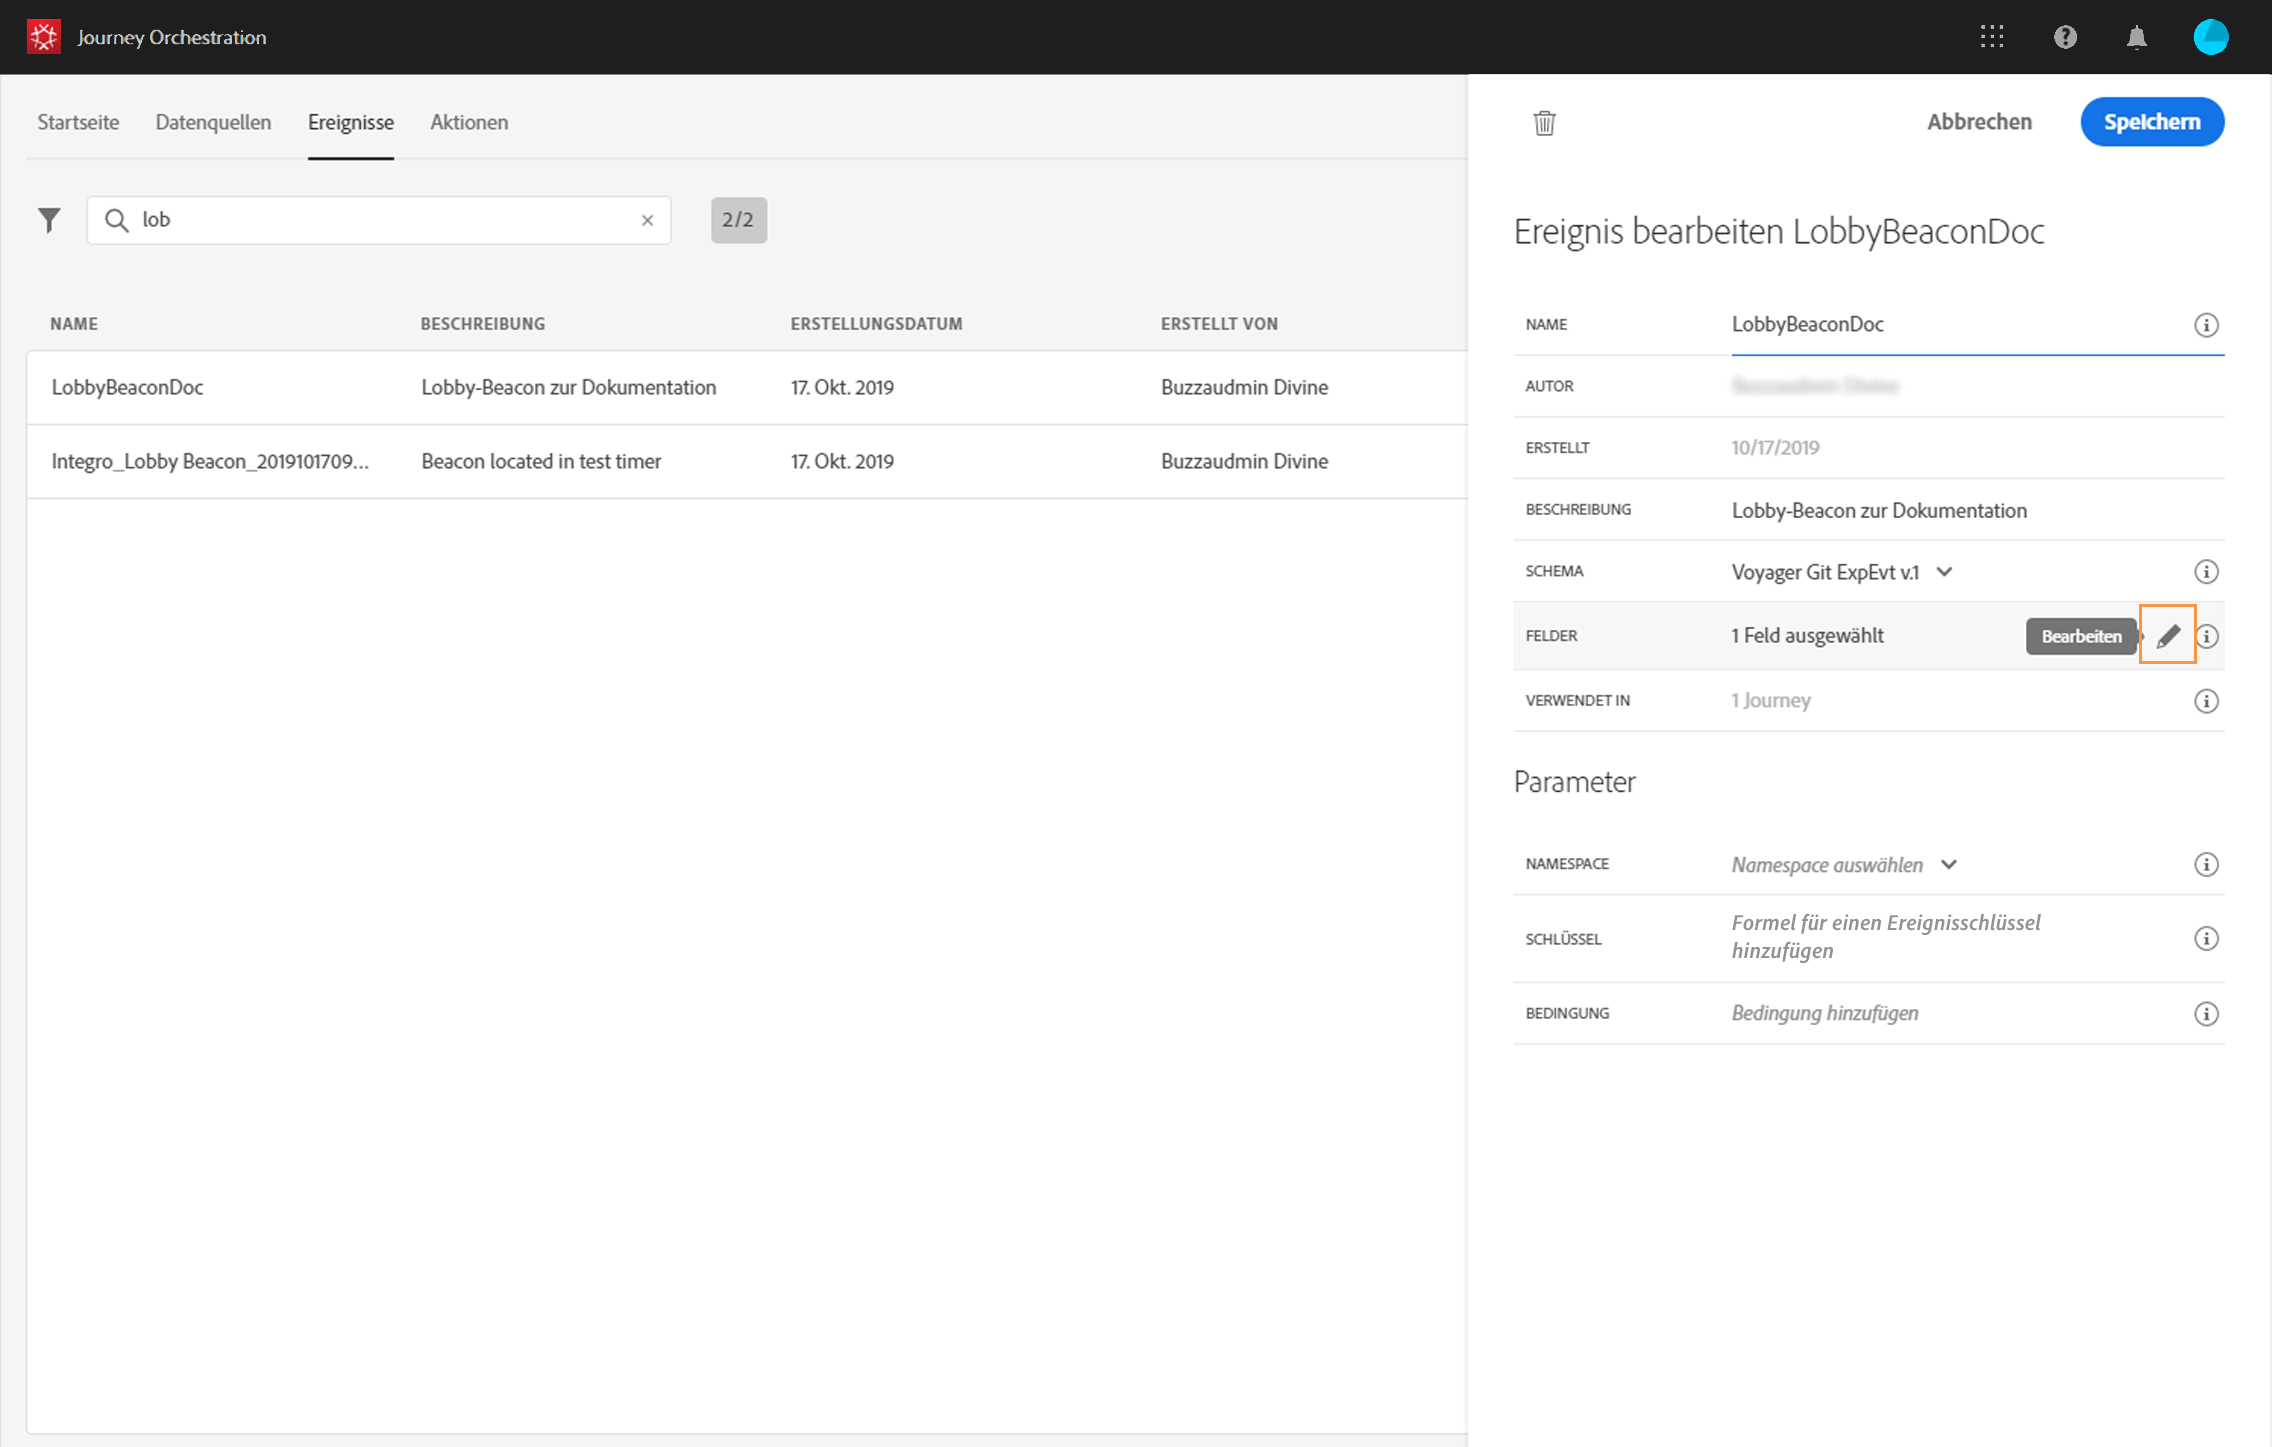 Journey Orchestration
Startseite Datenquellen Ereignisse Aktionen
lob
2/2
NAME BESCHREIBUNG ERSTELLUNGSDATUM ERSTELLT VON
LobbyBeaconDoc Lobby-Beacon zur Dokumentation 17. Okt. 2019 Buzzaudmin Divine
Integro_Lobby Beacon_2019101709... Beacon located in test timer 17. Okt. 2019 Buzzaudmin Divine
Abbrechen Speichern
Ereignis bearbeiten LobbyBeaconDoc
NAME LobbyBeaconDoc
AUTOR
ERSTELLT 10/17/2019
BESCHREIBUNG Lobby-Beacon zur Dokumentation
SCHEMA Voyager Git ExpEvt v.1
FELDER 1 Feld ausgewählt Bearbeiten
VERWENDET IN 1 Journey
Parameter
NAMESPACE Namespace auswählen
SCHLÜSSEL Formel für einen Ereignisschlüssel
hinzufügen
BEDINGUNG Bedingung hinzufügen